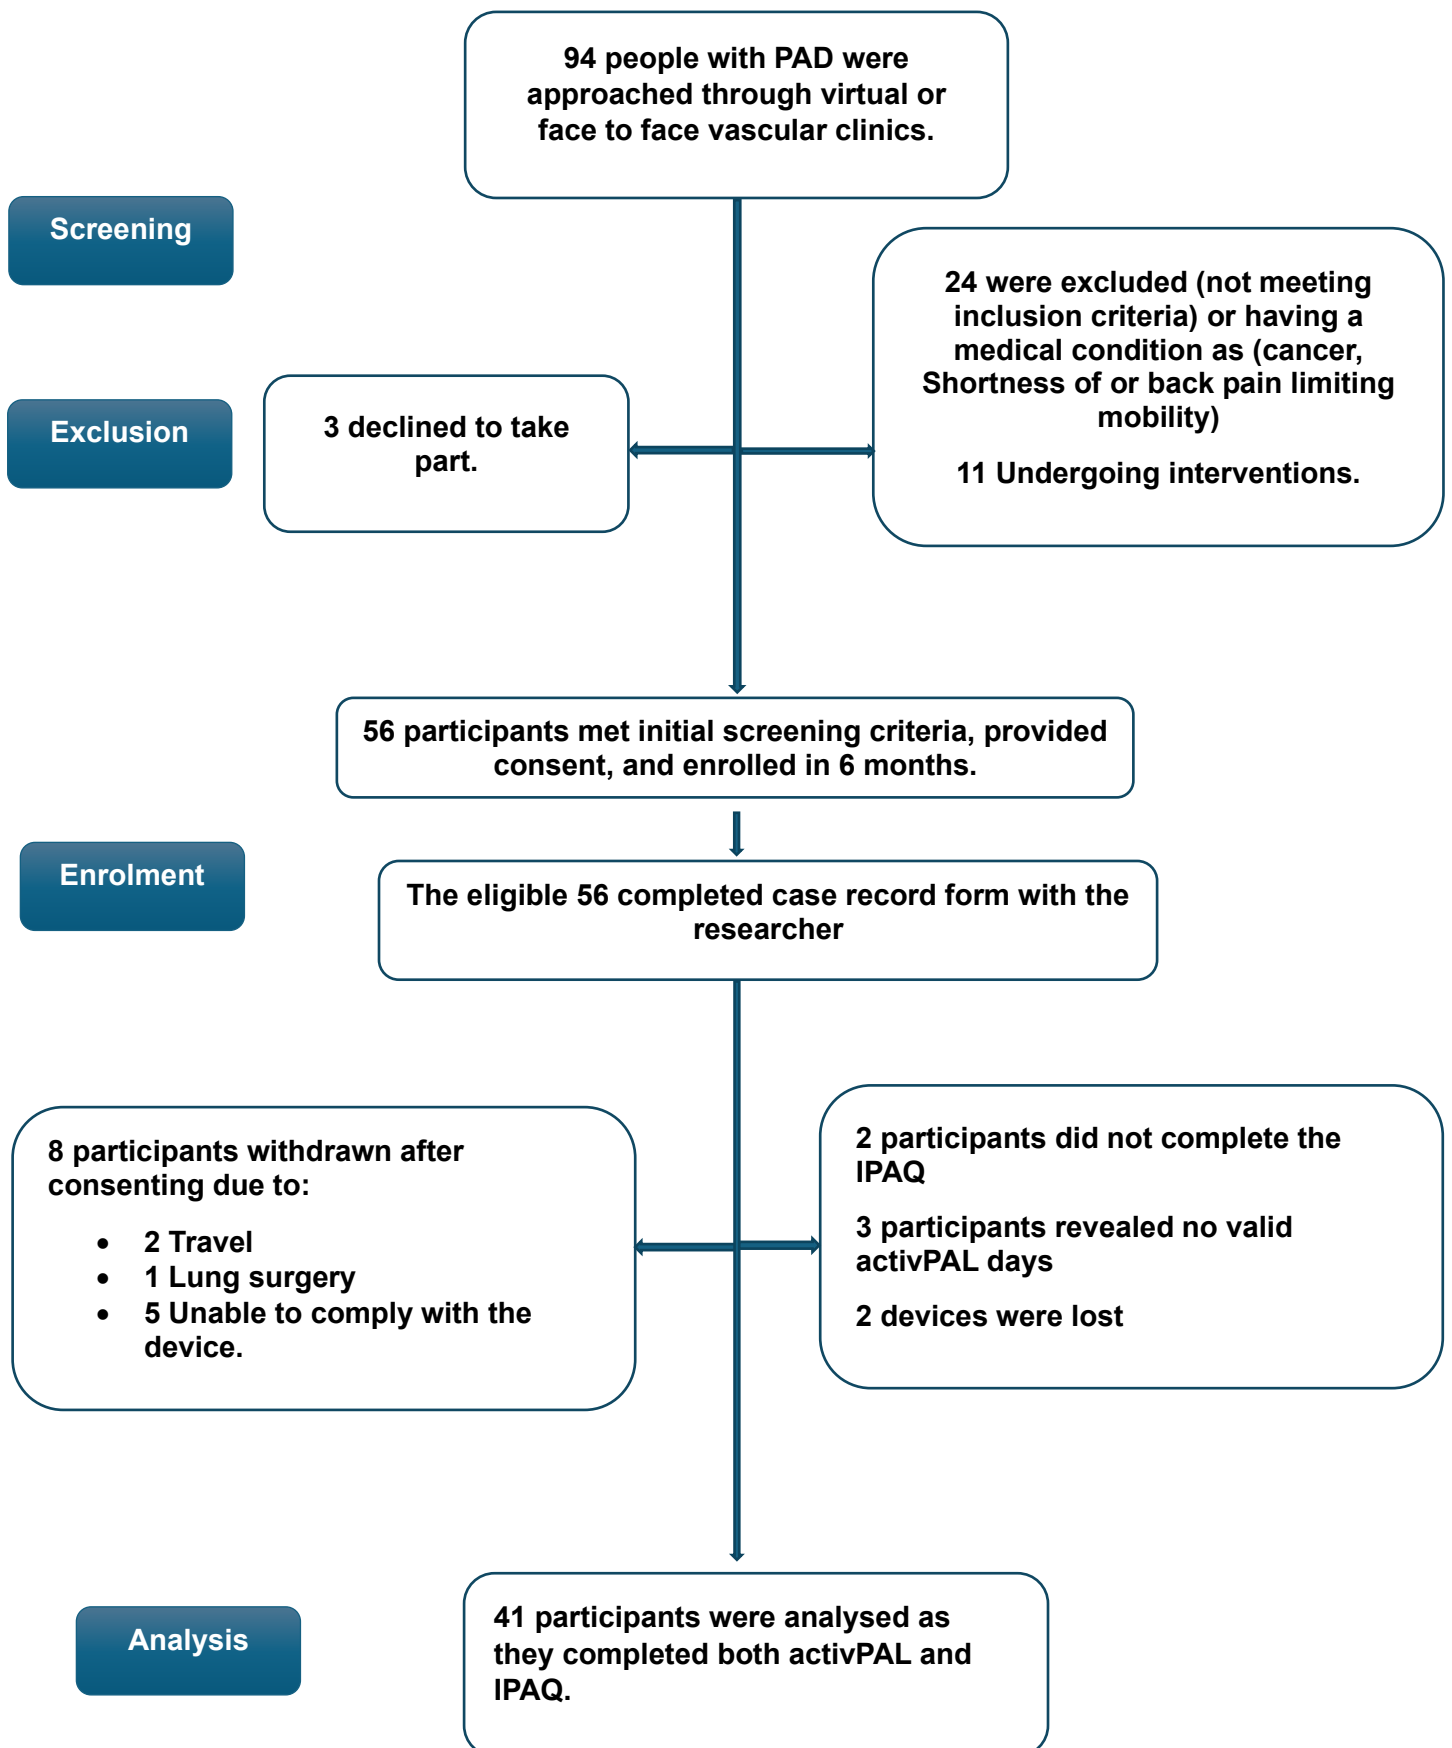 94 people with PAD were
approached through virtual or
face to face vascular clinics.
Screening
24 were excluded (not meeting
inclusion criteria) or having a
medical condition as (cancer,
Shortness of or back pain limiting
mobility)
11 Undergoing interventions.
Exclusion
3 declined to take
part.
56 participants met initial screening criteria, provided
consent, and enrolled in 6 months.
Enrolment
The eligible 56 completed case record form with the
researcher
8 participants withdrawn after
consenting due to:
• 2 Travel
• 1 Lung surgery
• 5 Unable to comply with the
device.
2 participants did not complete the
IPAQ
3 participants revealed no valid
activPAL days
2 devices were lost
Analysis
41 participants were analysed as
they completed both activPAL and
IPAQ.